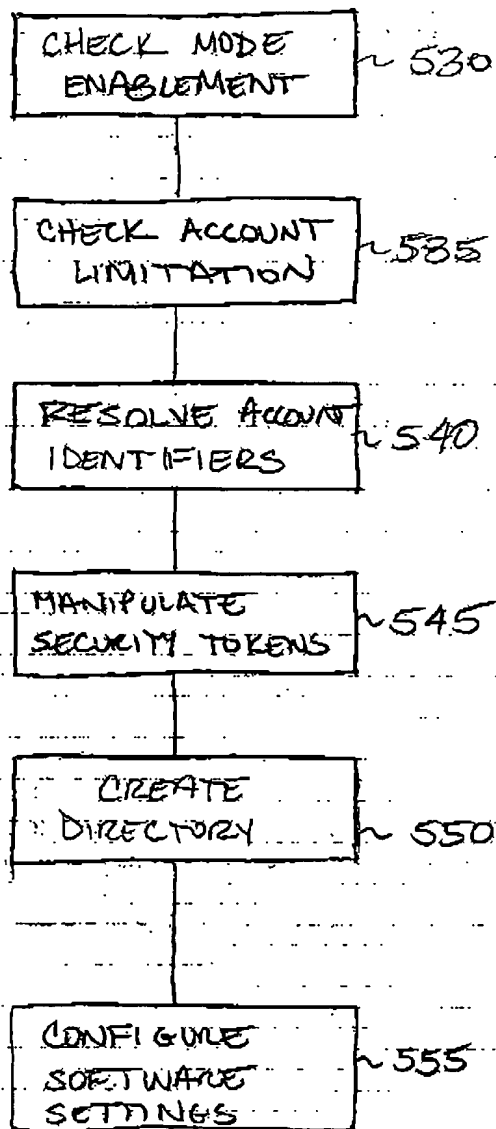 CHECK MODE
ENABLEMENT
530
CHECK ACCOUNT
LIMITATION
535
RESOLVE ACCOUNT
IDENTIFIERS
540
MANIPULATE
SECURITY TOKENS
545
CREATE
DIRECTORY
550
CONFIGURE
SOFTWARE
SETTINGS
555